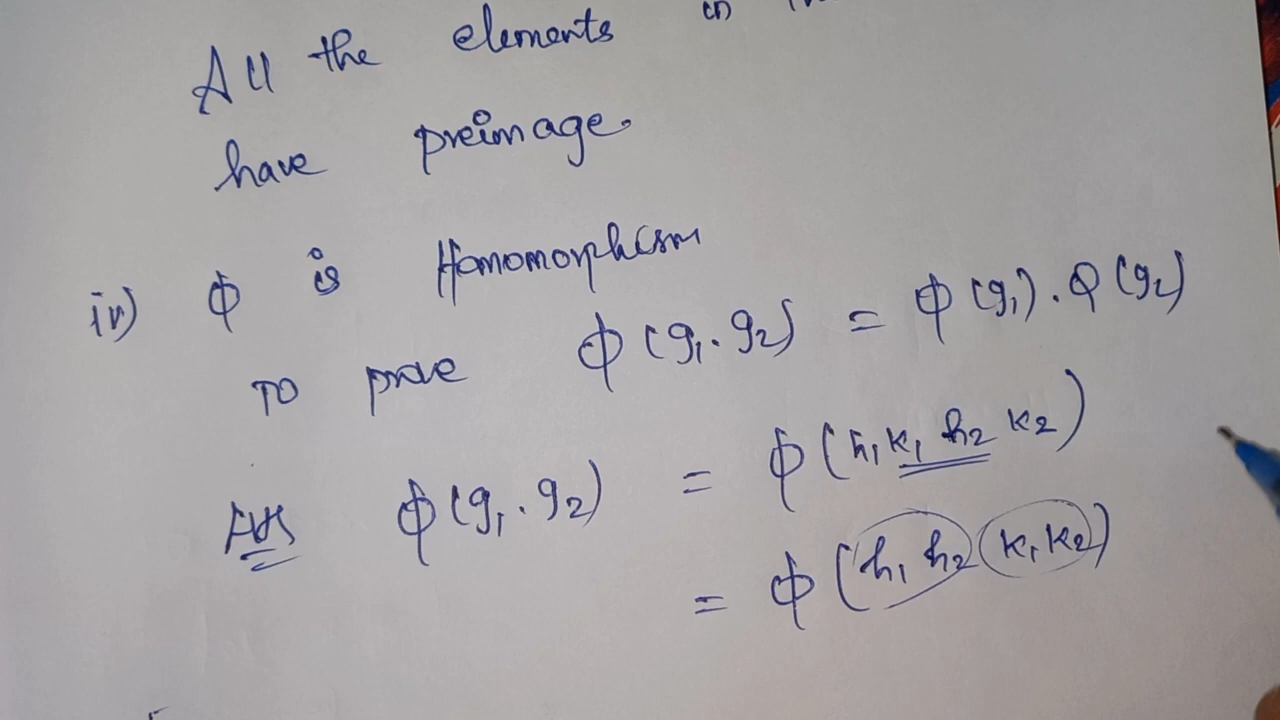 All the elements in
have preimage.
iv) ϕ is Homomorphism
To prove ϕ(g₁.g₂) = ϕ(g₁).ϕ(g₂)
ϕ(g₁.g₂) = ϕ(h₁k₁h₂k₂)
= ϕ(h₁h₂(k₁k₂))